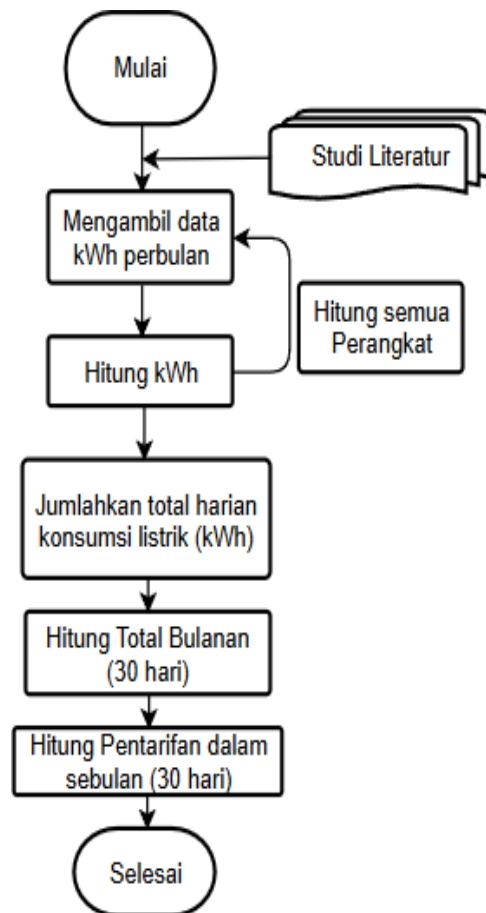 Mulai
Studi Literatur
Mengambil data
kWh perbulan
Hitung semua
Perangkat
Hitung kWh
Jumlahkan total harian
konsumsi listrik (kWh)
Hitung Total Bulanan
(30 hari)
Hitung Pentarifan dalam
sebulan (30 hari)
Selesai